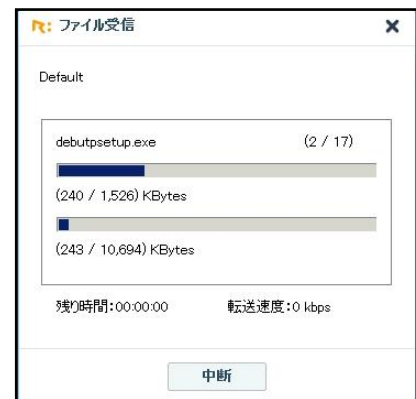 R: ファイル受信
Default
debutpsetup.exe (2 / 17)
(240 / 1,526) KBytes
(243 / 10,694) KBytes
残り時間:00:00:00 転送速度:0 kbps
中断